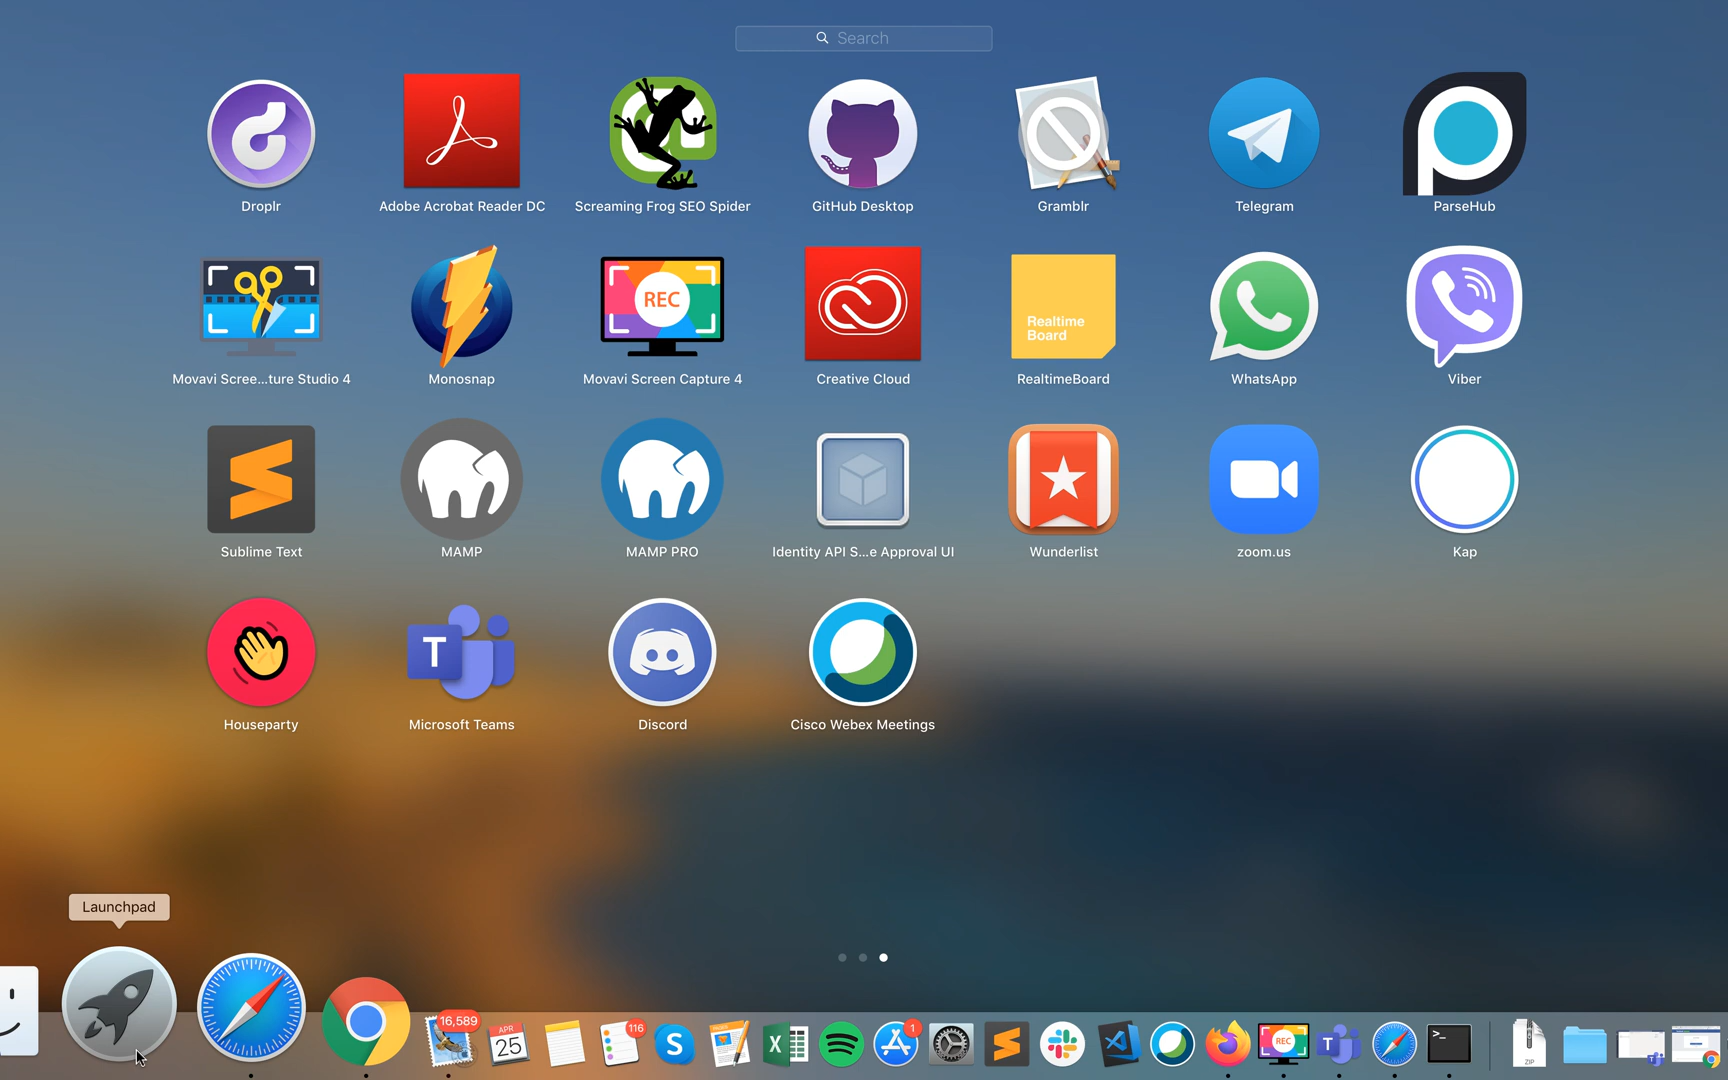 Search
Droplr
Adobe Acrobat Reader DC
Screaming Frog SEO Spider
GitHub Desktop
Gramblr
Telegram
ParseHub
REC
Realtime
Board
Movavi Scree...ture Studio 4
Monosnap
Movavi Screen Capture 4
Creative Cloud
RealtimeBoard
WhatsApp
Viber
Sublime Text
MAMP
MAMP PRO
Identity API S...e Approval UI
Wunderlist
zoom.us
Kap
T
Houseparty
Microsoft Teams
Discord
Cisco Webex Meetings
Launchpad
16,589
APR
25
116
S
X
1
REC
T
>_
ZIP